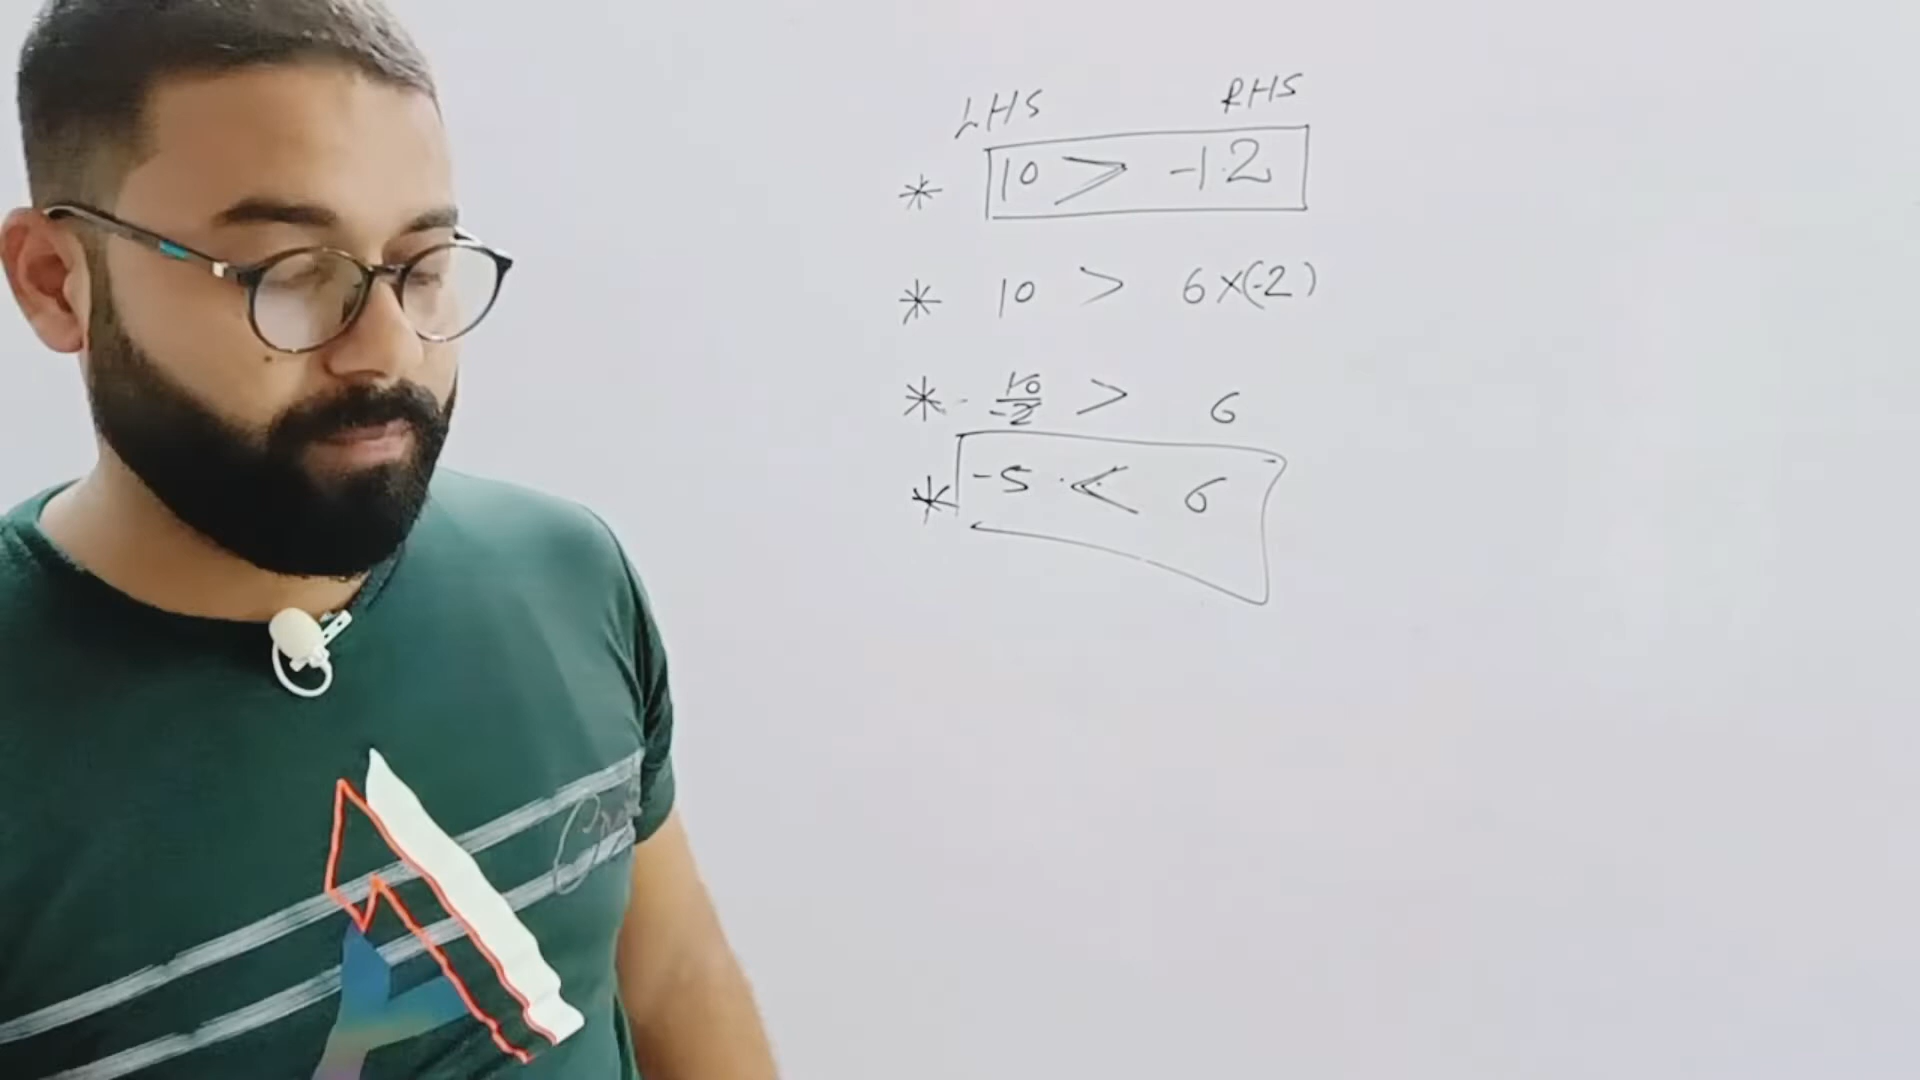 LHS RHS
* 10 > -12
* 10 > 6×(-2)
* 10/-2 > 6
* -5 < 6